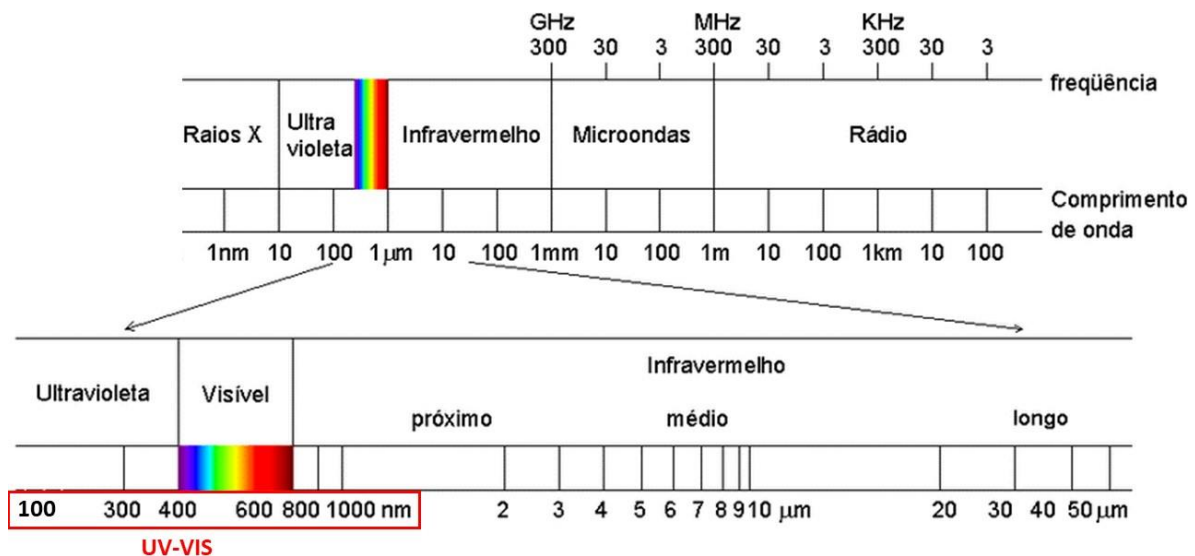 GHz MHz KHz
300 30 3 300 30 3 300 30 3
freqüência
Raios X
Ultra
violeta
Infravermelho
Microondas
Rádio
Comprimento
de onda
1nm 10 100 1μm 10 100 1mm 10 100 1m 10 100 1km 10 100
Infravermelho
Ultravioleta
Visível
próximo médio longo
100 300 400 600 800 1000 nm 2 3 4 5 6 7 8 9 10 μm 20 30 40 50 μm
UV-VIS